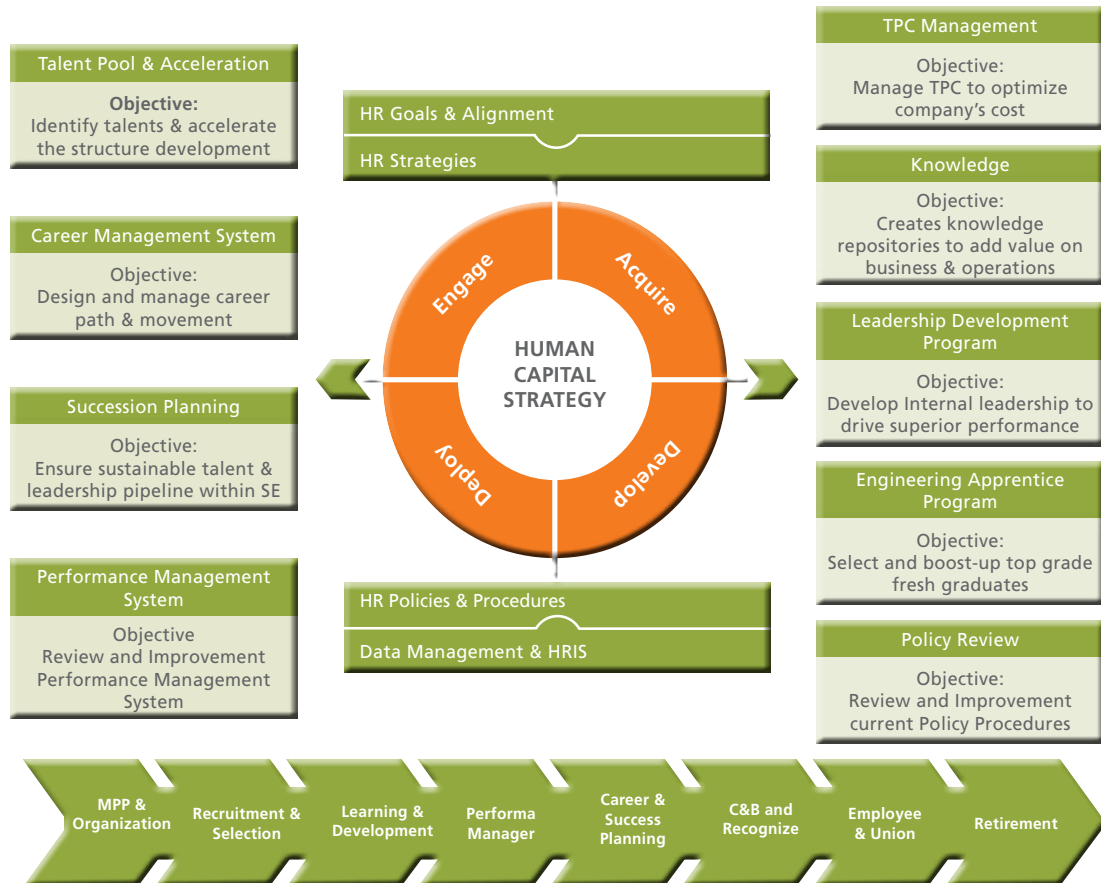 Talent Pool & Acceleration
Objective:
Identify talents & accelerate
the structure development
Career Management System
Objective:
Design and manage career
path & movement
Succession Planning
Objective:
Ensure sustainable talent &
leadership pipeline within SE
Performance Management
System
Objective
Review and Improvement
Performance Management
System
HR Goals & Alignment
HR Strategies
Engage
Acquire
HUMAN
CAPITAL
STRATEGY
Deploy
Develop
HR Policies & Procedures
Data Management & HRIS
TPC Management
Objective:
Manage TPC to optimize
company’s cost
Knowledge
Objective:
Creates knowledge
repositories to add value on
business & operations
Leadership Development
Program
Objective:
Develop Internal leadership to
drive superior performance
Engineering Apprentice
Program
Objective:
Select and boost-up top grade
fresh graduates
Policy Review
Objective:
Review and Improvement
current Policy Procedures
MPP &
Organization
Recruitment &
Selection
Learning &
Development
Performa
Manager
Career &
Success
Planning
C&B and
Recognize
Employee
& Union
Retirement